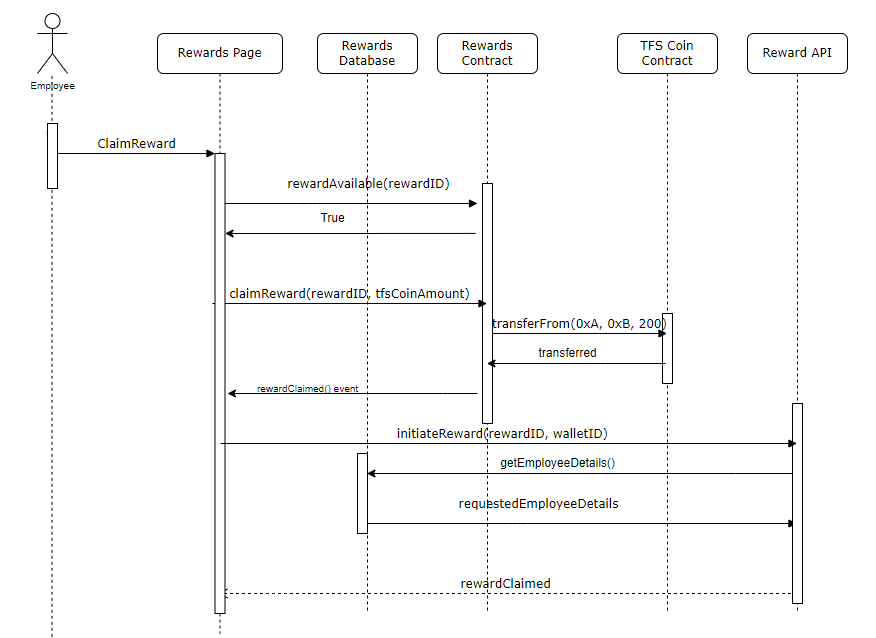 Rewards Page
Rewards
Database
Rewards
Contract
TFS Coin
Contract
Reward API
Employee
ClaimReward
rewardAvailable(rewardID)
True
claimReward(rewardID, tfsCoinAmount)
transferFrom(0xA, 0xB, 200)
transferred
rewardClaimed() event
initiateReward(rewardID, walletID)
getEmployeeDetails()
requestedEmployeeDetails
rewardClaimed